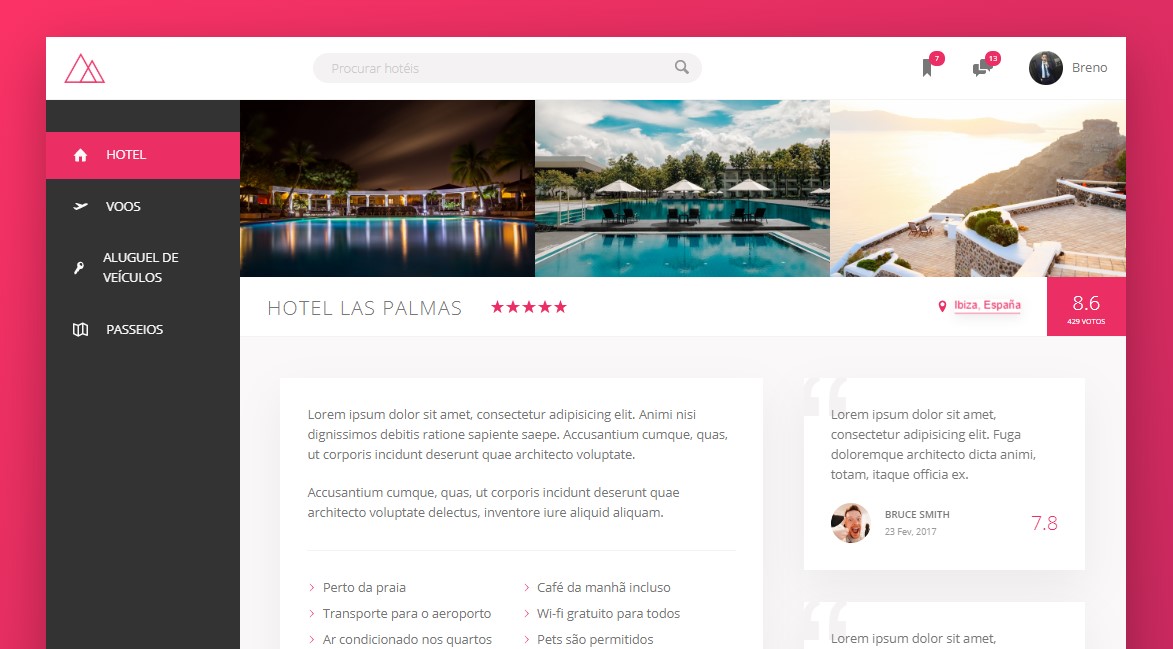 Procurar hotéis
7
13
Breno
HOTEL
VOOS
ALUGUEL DE
VEÍCULOS
PASSEIOS
HOTEL LAS PALMAS
Ibiza, España
8.6
429 VOTOS
Lorem ipsum dolor sit amet, consectetur adipisicing elit. Animi nisi
dignissimos debitis ratione sapiente saepe. Accusantium cumque, quas,
ut corporis incidunt deserunt quae architecto voluptate.
Accusantium cumque, quas, ut corporis incidunt deserunt quae
architecto voluptate delectus, inventore iure aliquid aliquam.
Perto da praia
Café da manhã incluso
Transporte para o aeroporto
Wi-fi gratuito para todos
Ar condicionado nos quartos
Pets são permitidos
“
Lorem ipsum dolor sit amet,
consectetur adipisicing elit. Fuga
doloremque architecto dicta animi,
totam, itaque officia ex.
BRUCE SMITH
23 Fev, 2017
7.8
“
Lorem ipsum dolor sit amet,